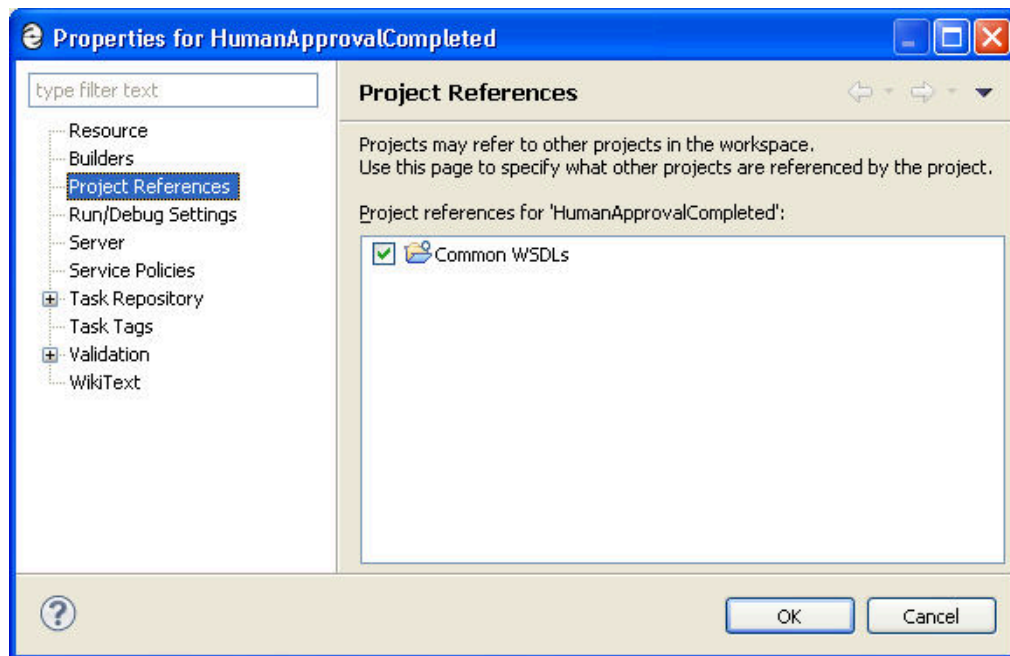 Properties for HumanApprovalCompleted
type filter text
Resource
Builders
Project References
Run/Debug Settings
Server
Service Policies
Task Repository
Task Tags
Validation
WikiText
Project References
Projects may refer to other projects in the workspace.
Use this page to specify what other projects are referenced by the project.
Project references for 'HumanApprovalCompleted':
Common WSDLs
OK
Cancel